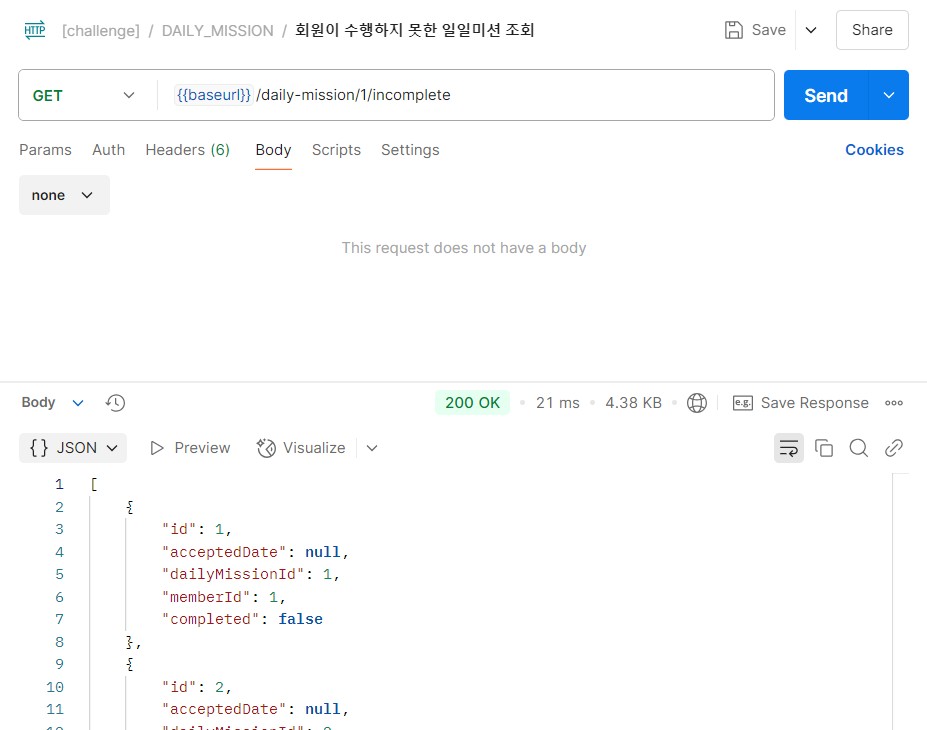 HTTP [challenge] / DAILY_MISSION / 회원이 수행하지 못한 일일미션 조회 Save Share
GET {{baseurl}} /daily-mission/1/incomplete Send
Params Auth Headers (6) Body Scripts Settings Cookies
none
This request does not have a body
Body 200 OK 21 ms 4.38 KB e.g. Save Response
{} JSON Preview Visualize
1 [
2 {
3 "id": 1,
4 "acceptedDate": null,
5 "dailyMissionId": 1,
6 "memberId": 1,
7 "completed": false
8 },
9 {
10 "id": 2,
11 "acceptedDate": null,